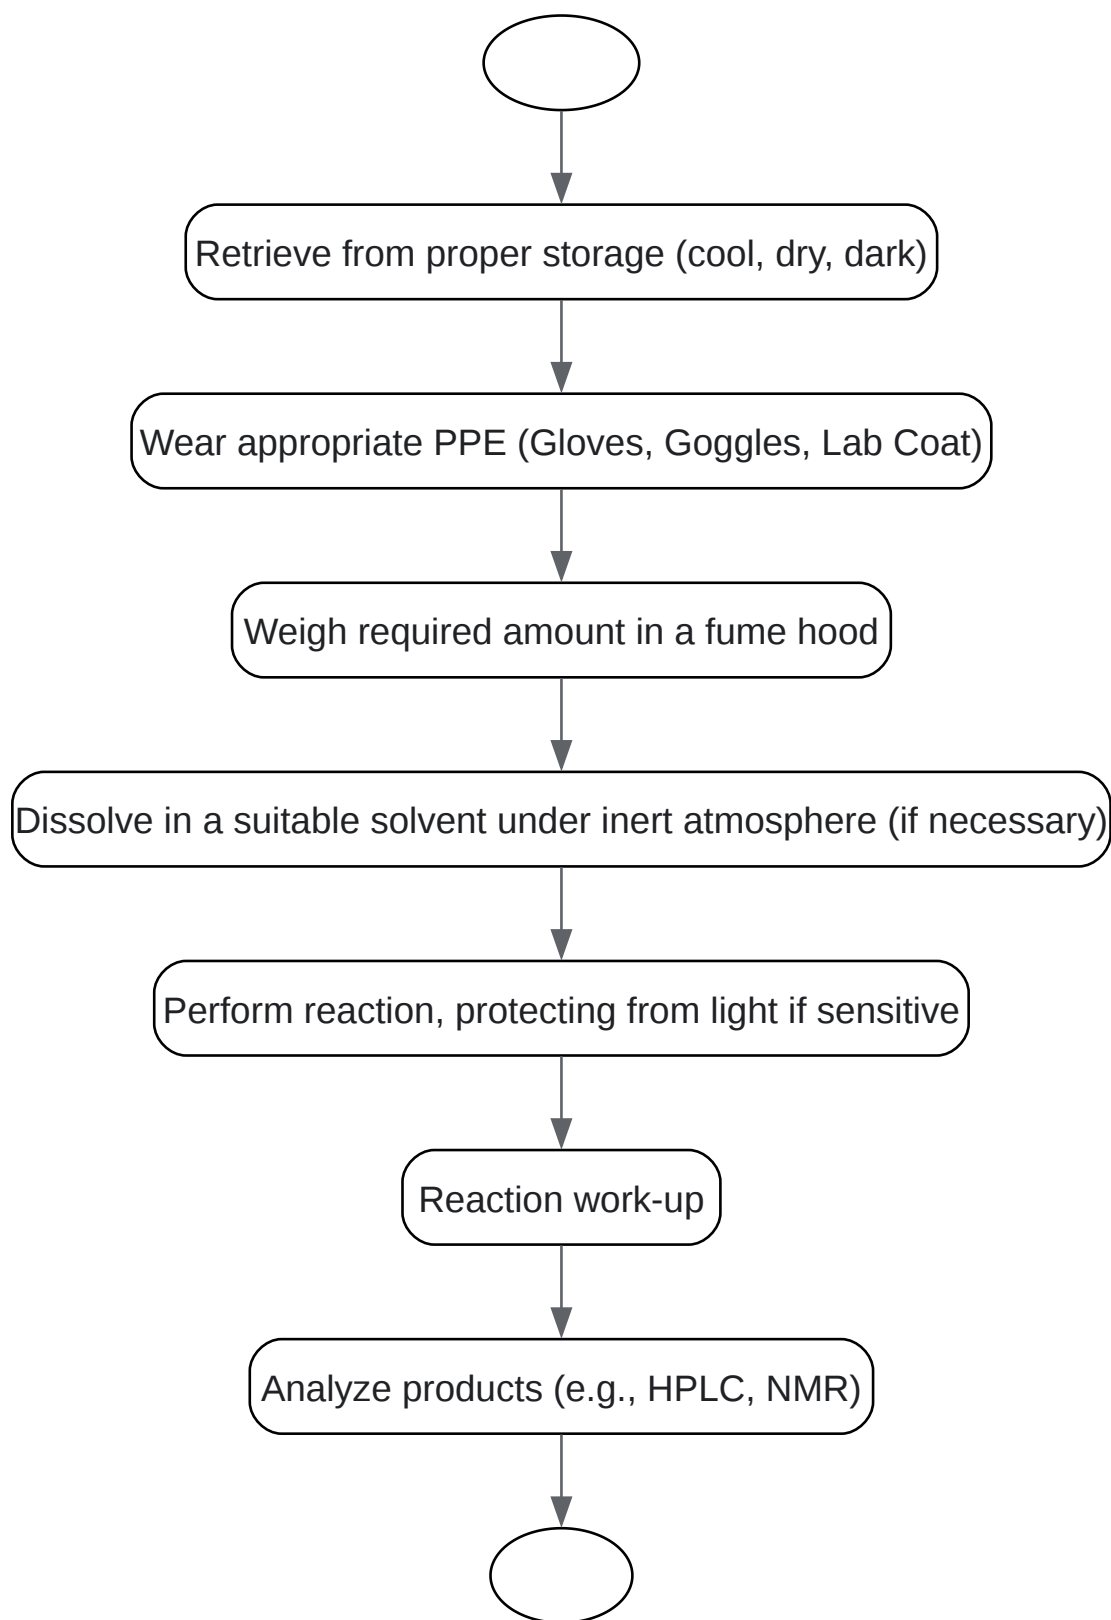 Retrieve from proper storage (cool, dry, dark)
Wear appropriate PPE (Gloves, Goggles, Lab Coat)
Weigh required amount in a fume hood
Dissolve in a suitable solvent under inert atmosphere (if necessary)
Perform reaction, protecting from light if sensitive
Reaction work-up
Analyze products (e.g., HPLC, NMR)